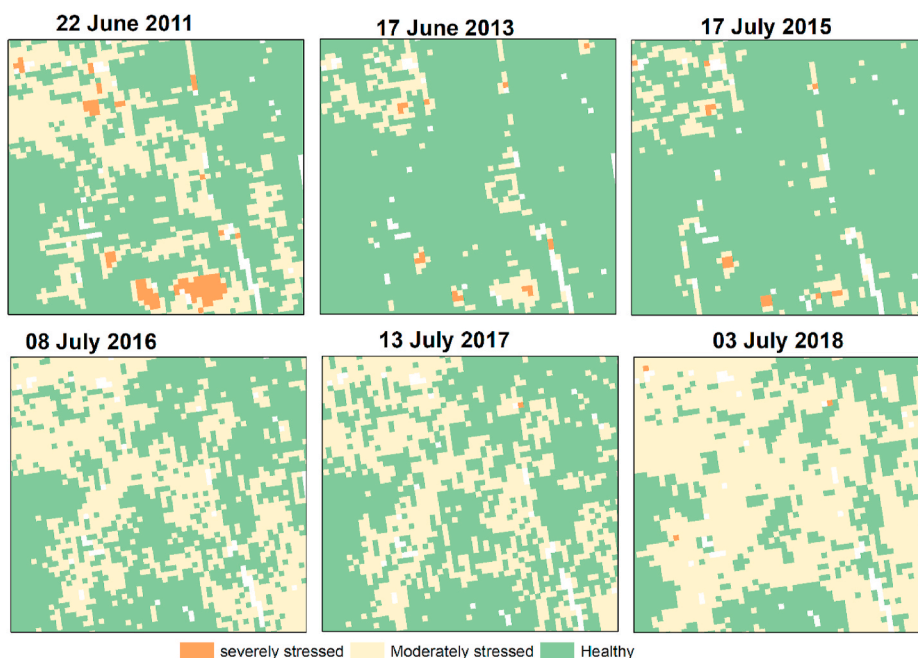 22 June 2011
17 June 2013
17 July 2015
08 July 2016
13 July 2017
03 July 2018
severely stressed
Moderately stressed
Healthy